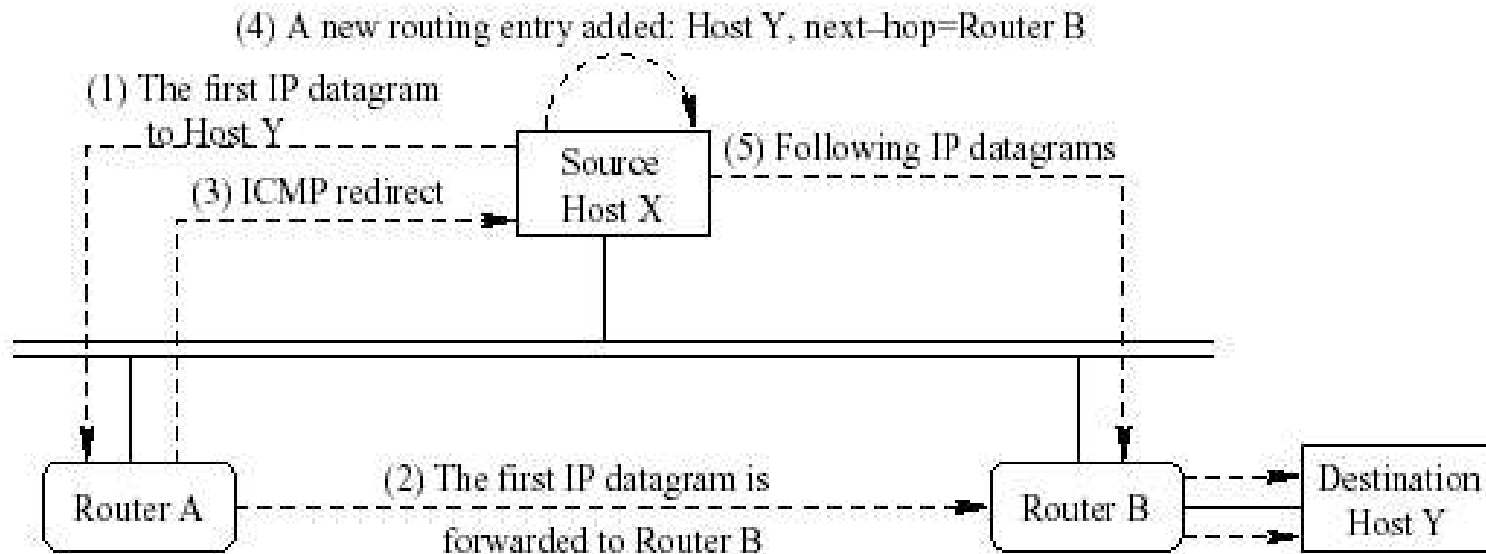 (4) A new routing entry added: Host Y, next–hop=Router B
(1) The first IP datagram
to Host Y
(3) ICMP redirect
Source
Host X
(5) Following IP datagrams
Router A
(2) The first IP datagram is
forwarded to Router B
Router B
Destination
Host Y